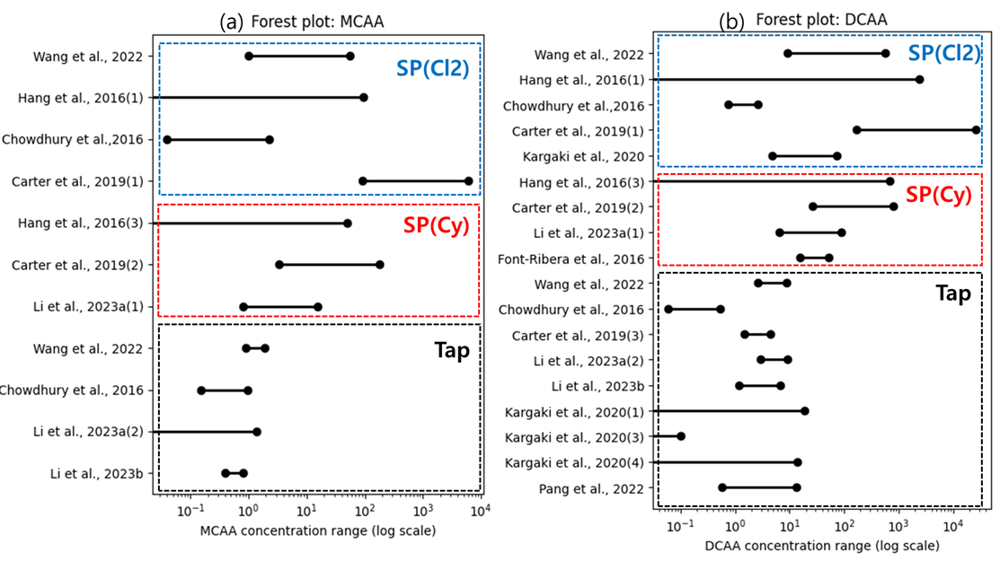 (a) Forest plot: MCAA
Wang et al., 2022
SP(Cl2)
Hang et al., 2016(1)
Chowdhury et al.,2016
Carter et al., 2019(1)
Hang et al., 2016(3)
SP(Cy)
Carter et al., 2019(2)
Li et al., 2023a(1)
Wang et al., 2022
Tap
Chowdhury et al., 2016
Li et al., 2023a(2)
Li et al., 2023b
10⁻¹ 10⁰ 10¹ 10² 10³ 10⁴
MCAA concentration range (log scale)
(b) Forest plot: DCAA
Wang et al., 2022
SP(Cl2)
Hang et al., 2016(1)
Chowdhury et al.,2016
Carter et al., 2019(1)
Kargaki et al., 2020
Hang et al., 2016(3)
SP(Cy)
Carter et al., 2019(2)
Li et al., 2023a(1)
Font-Ribera et al., 2016
Wang et al., 2022
Tap
Chowdhury et al., 2016
Carter et al., 2019(3)
Li et al., 2023a(2)
Li et al., 2023b
Kargaki et al., 2020(1)
Kargaki et al., 2020(3)
Kargaki et al., 2020(4)
Pang et al., 2022
10⁻¹ 10⁰ 10¹ 10² 10³ 10⁴
DCAA concentration range (log scale)